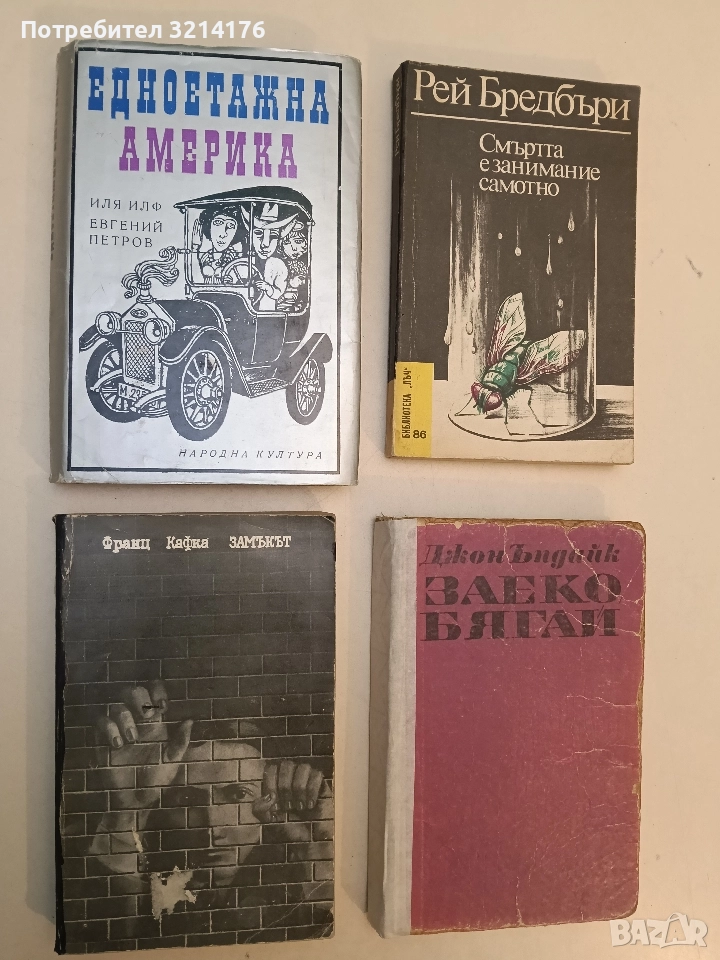 Потребител 3214176
ЕДНОЕТАЖНА
АМЕРИКА
ИЛЯ ИЛФ
ЕВГЕНИЙ
ПЕТРОВ
НАРОДНА КУЛТУРА
Рей Бредбъри
Смъртта
е занимание
самотно
БИБЛИОТЕКА „ЛЪЧ“
86
Франц Кафка ЗАМЪКЪТ
Джон Ъпдайк
ЗАЕКО
БЯГАЙ
BAZAR